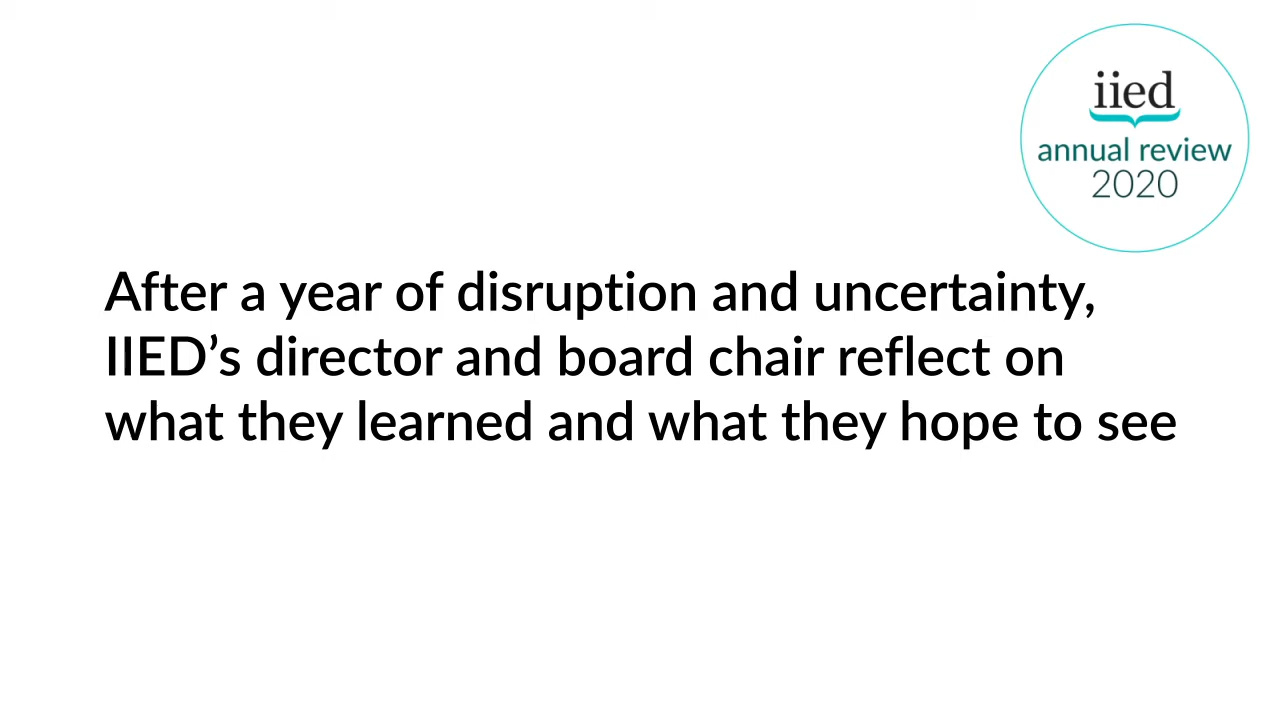 iied
annual review
2020
After a year of disruption and uncertainty,
IIED’s director and board chair reflect on
what they learned and what they hope to see